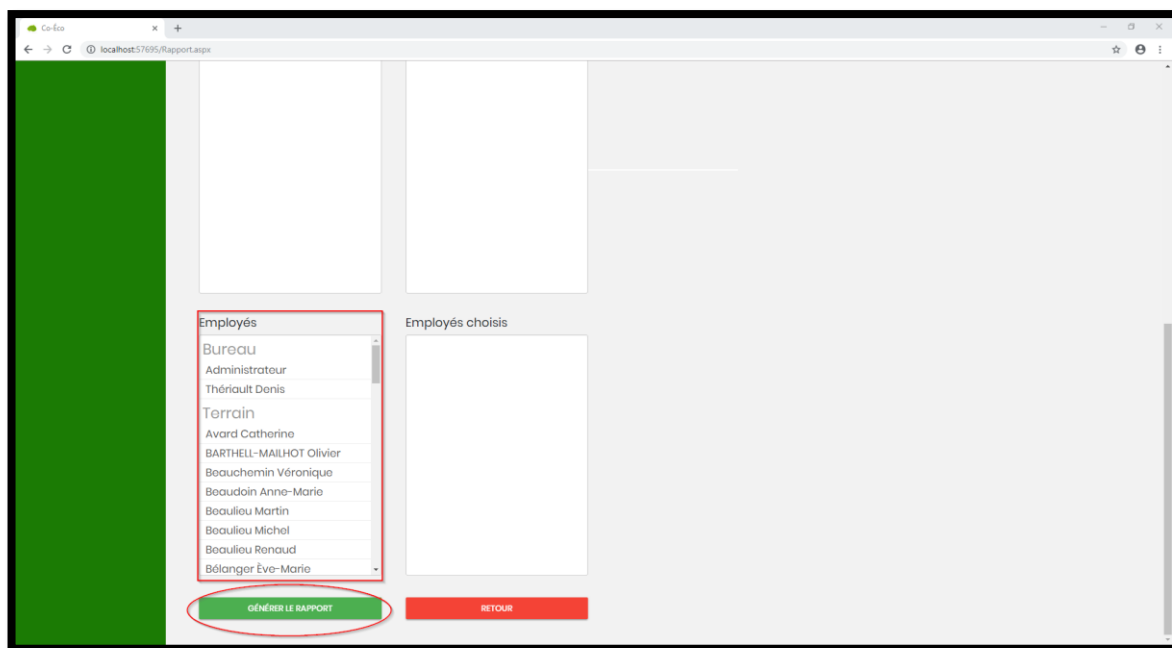 Co-Éco
localhost:57695/Rapport.aspx
Employés
Employés choisis
Bureau
Administrateur
Thériault Denis
Terrain
Avard Catherine
BARTHELL-MAILHOT Olivier
Beauchemin Véronique
Beaudoin Anne-Marie
Beaulieu Martin
Beaulieu Michel
Beaulieu Renaud
Bélanger Ève-Marie
GÉNÉRER LE RAPPORT
RETOUR